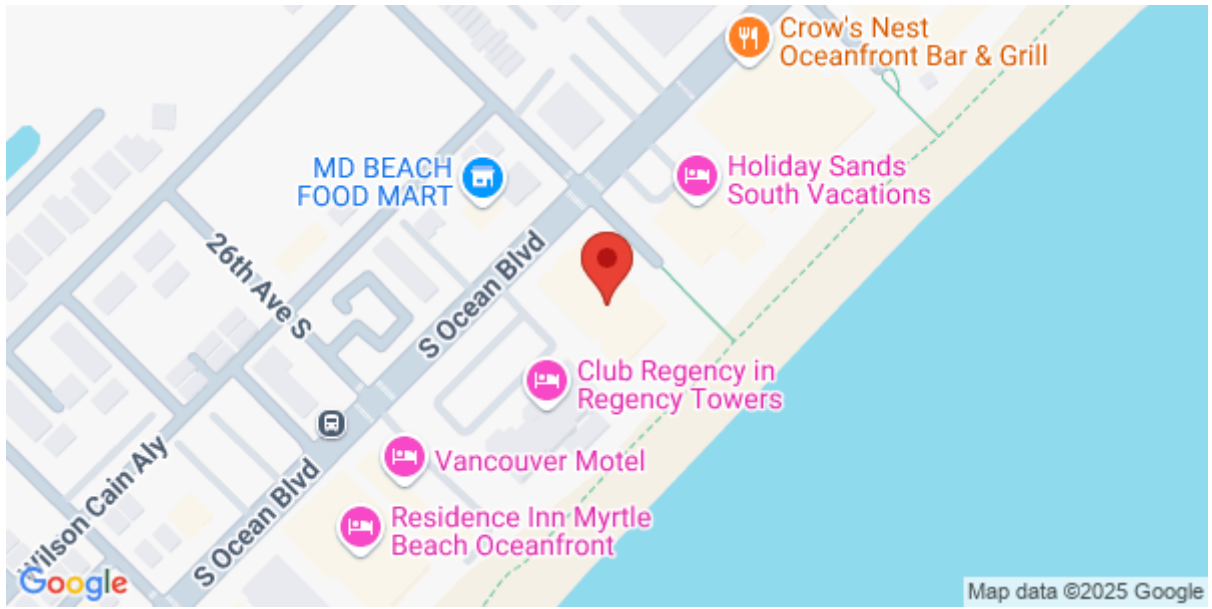 Crow's Nest
Oceanfront Bar & Grill
MD BEACH
FOOD MART
Holiday Sands
South Vacations
26th Ave S
S Ocean Blvd
Club Regency in
Regency Towers
Vancouver Motel
Wilson Cain Aly
S Ocean Blvd
Residence Inn Myrtle
Beach Oceanfront
Google
Map data ©2025 Google